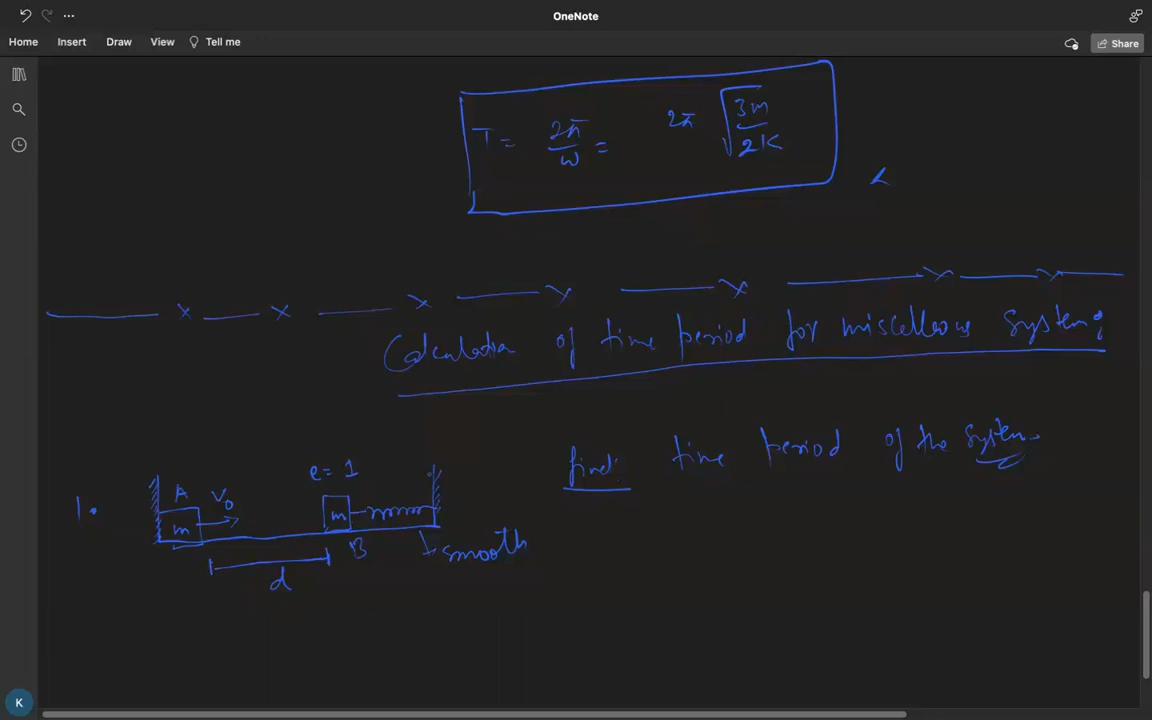 OneNote
Home Insert Draw View Tell me
Share
T = 2π/ω = 2π √(3m/2K)
Calculation of time period for miscelleous System:
find: time period of the system.
1.
A
m
V0
e = 1
m
B
smooth
d
K